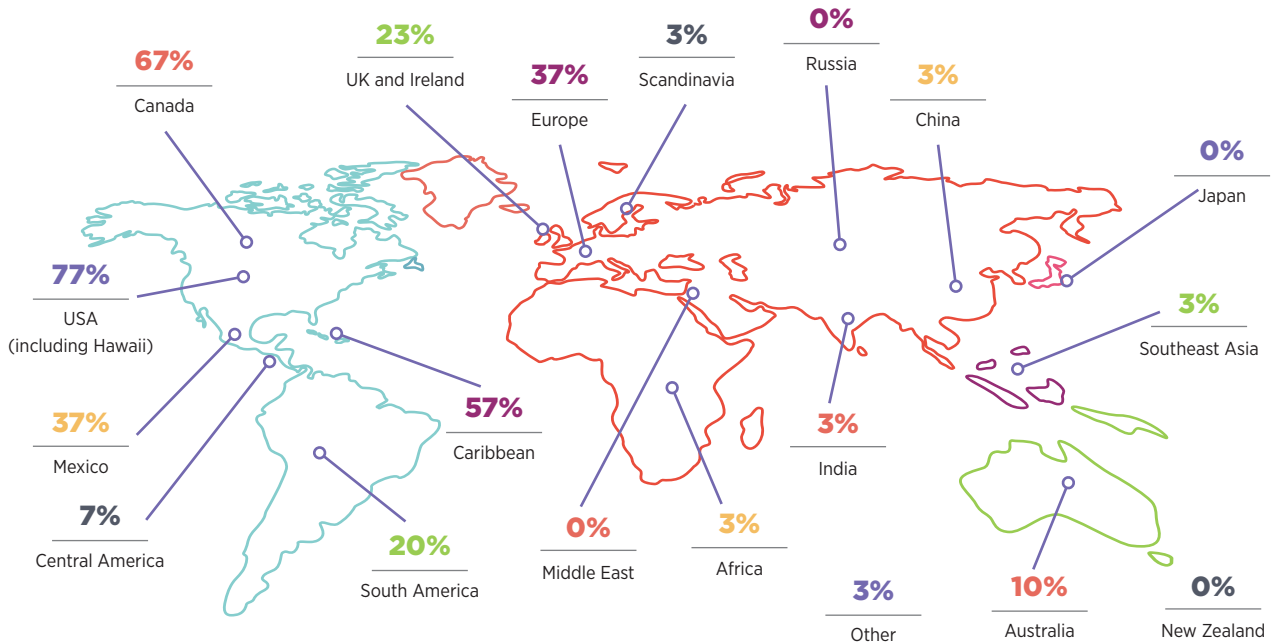 67%
Canada
23%
UK and Ireland
37%
Europe
3%
Scandinavia
0%
Russia
3%
China
0%
Japan
77%
USA
(including Hawaii)
3%
Southeast Asia
37%
Mexico
57%
Caribbean
3%
India
7%
Central America
20%
South America
0%
Middle East
3%
Africa
3%
Other
10%
Australia
0%
New Zealand